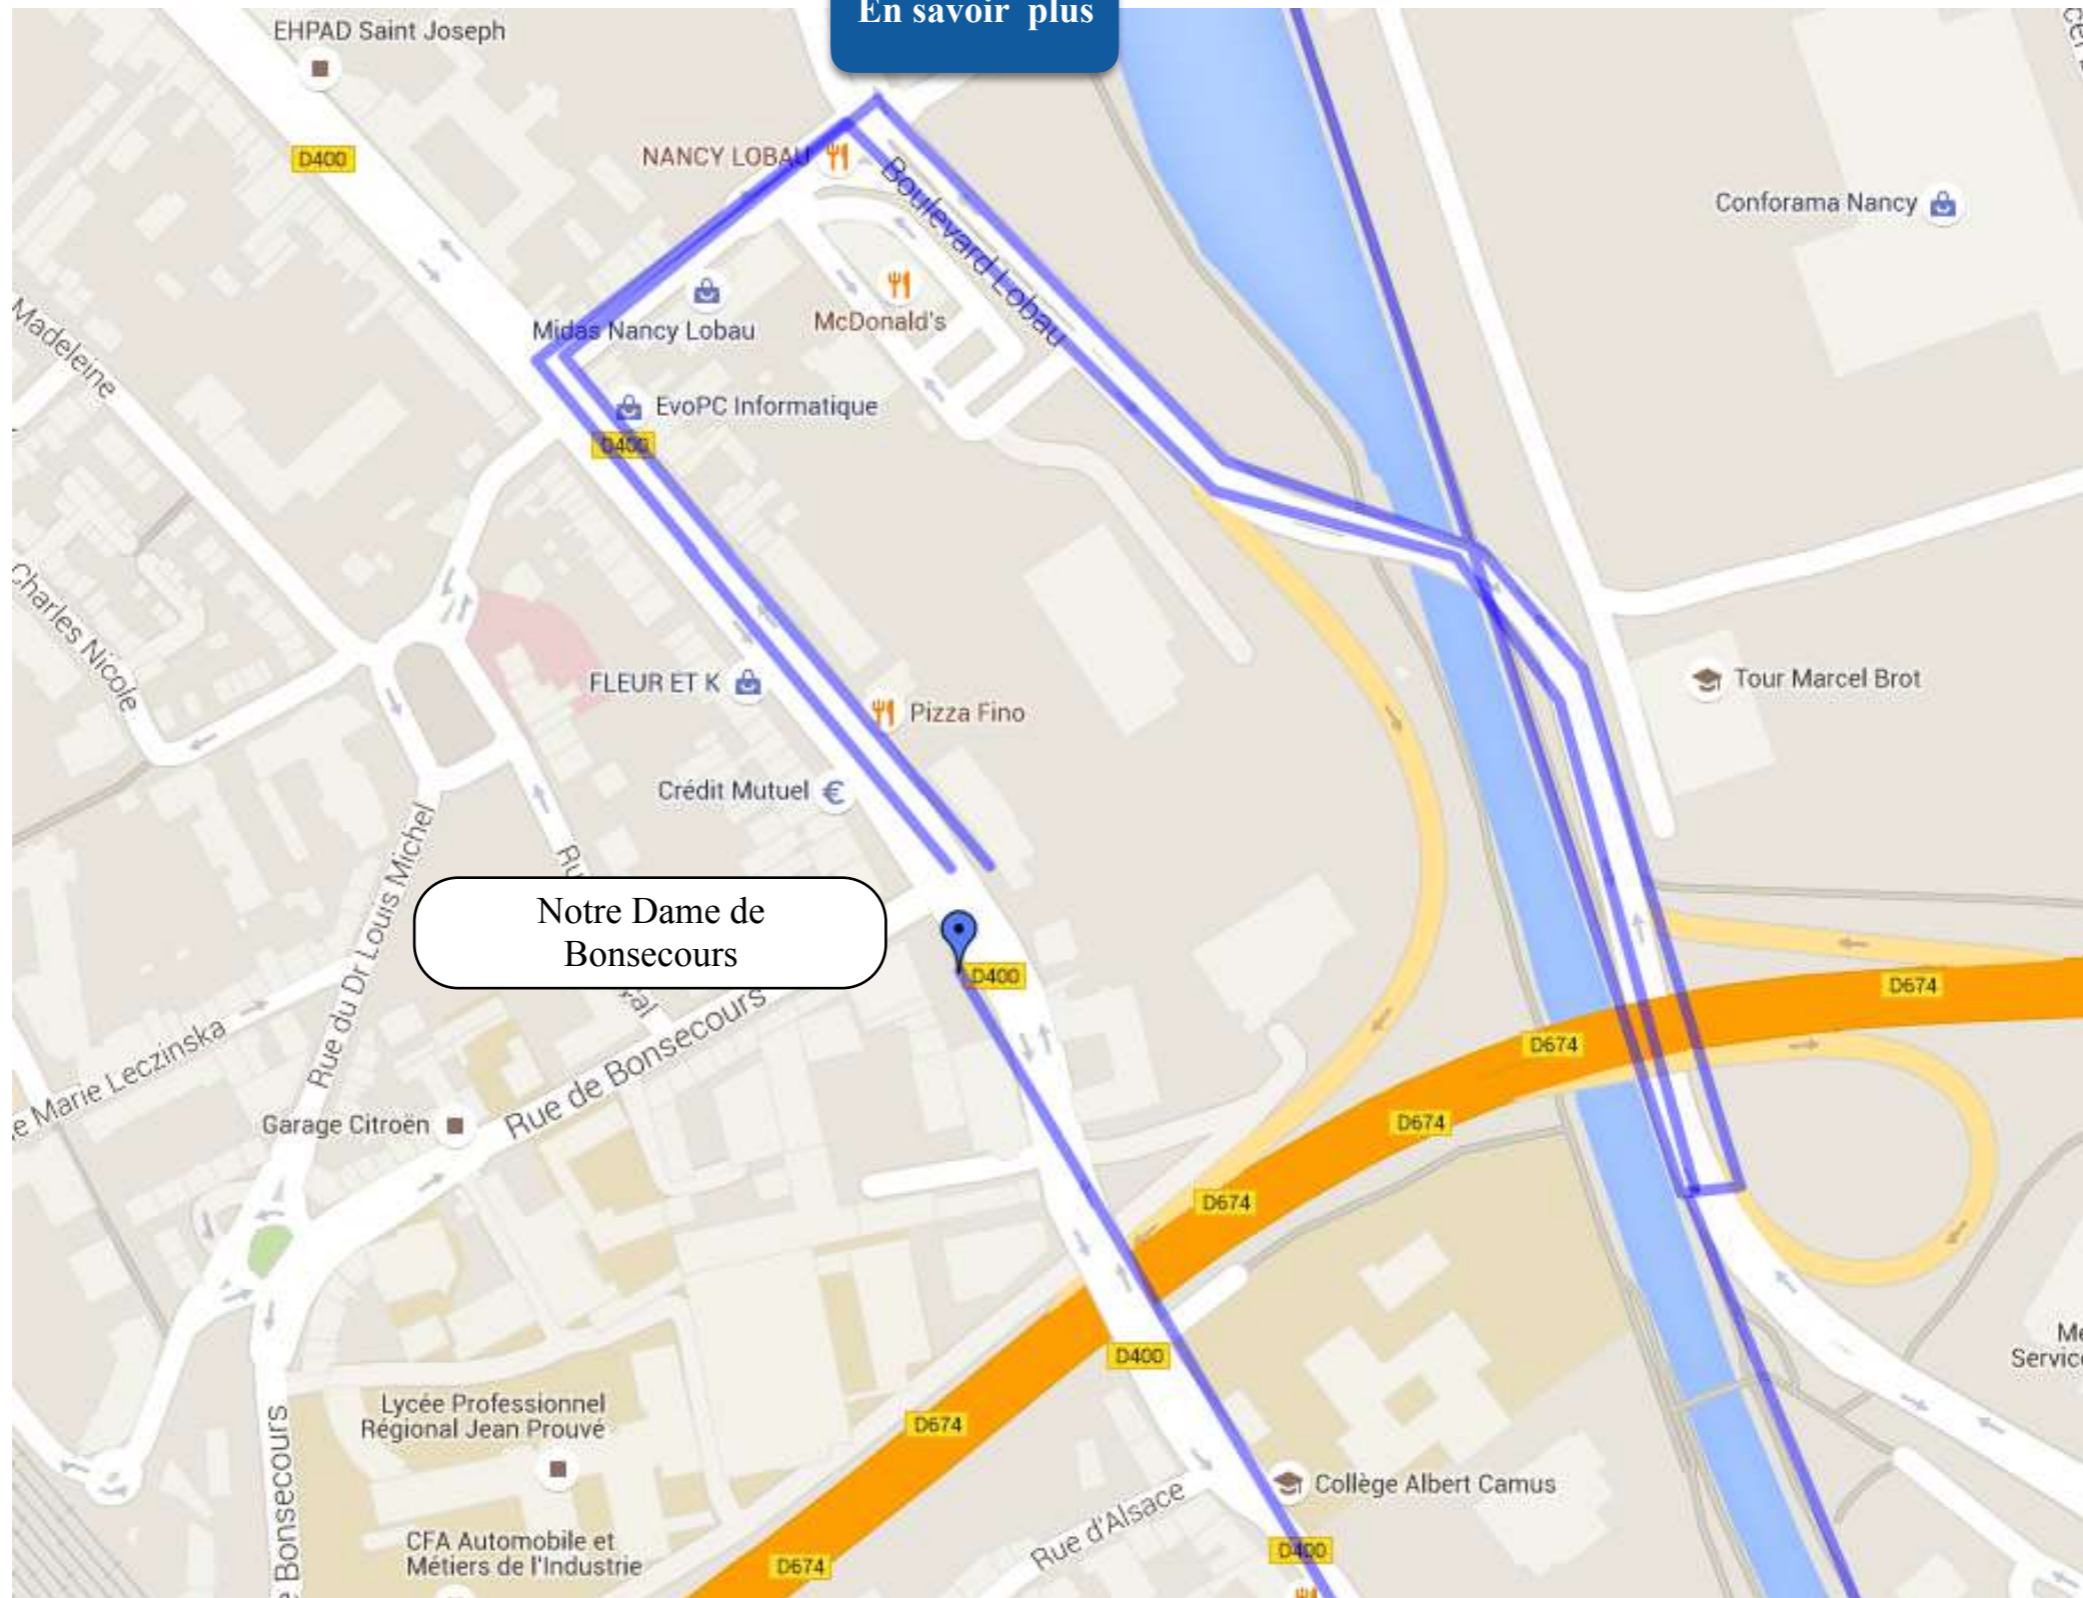 En savoir plus
EHPAD Saint Joseph
D400
NANCY LOBAU
Boulevard Lobau
Conforama Nancy
Madeleine
Midas Nancy Lobau
McDonald's
EvoPC Informatique
D400
Charles Nicole
FLEUR ET K
Pizza Fino
Tour Marcel Brot
Crédit Mutuel
Rue du Dr Louis Michel
Notre Dame de
Bonsecours
D400
D674
D674
Marie Leczinska
Garage Citroën
Rue de Bonsecours
D674
D674
D400
Lycée Professionnel
Régional Jean Prouvé
D674
Bonsecours
Collège Albert Camus
Rue d'Alsace
CFA Automobile et
Métiers de l'Industrie
D674
D400